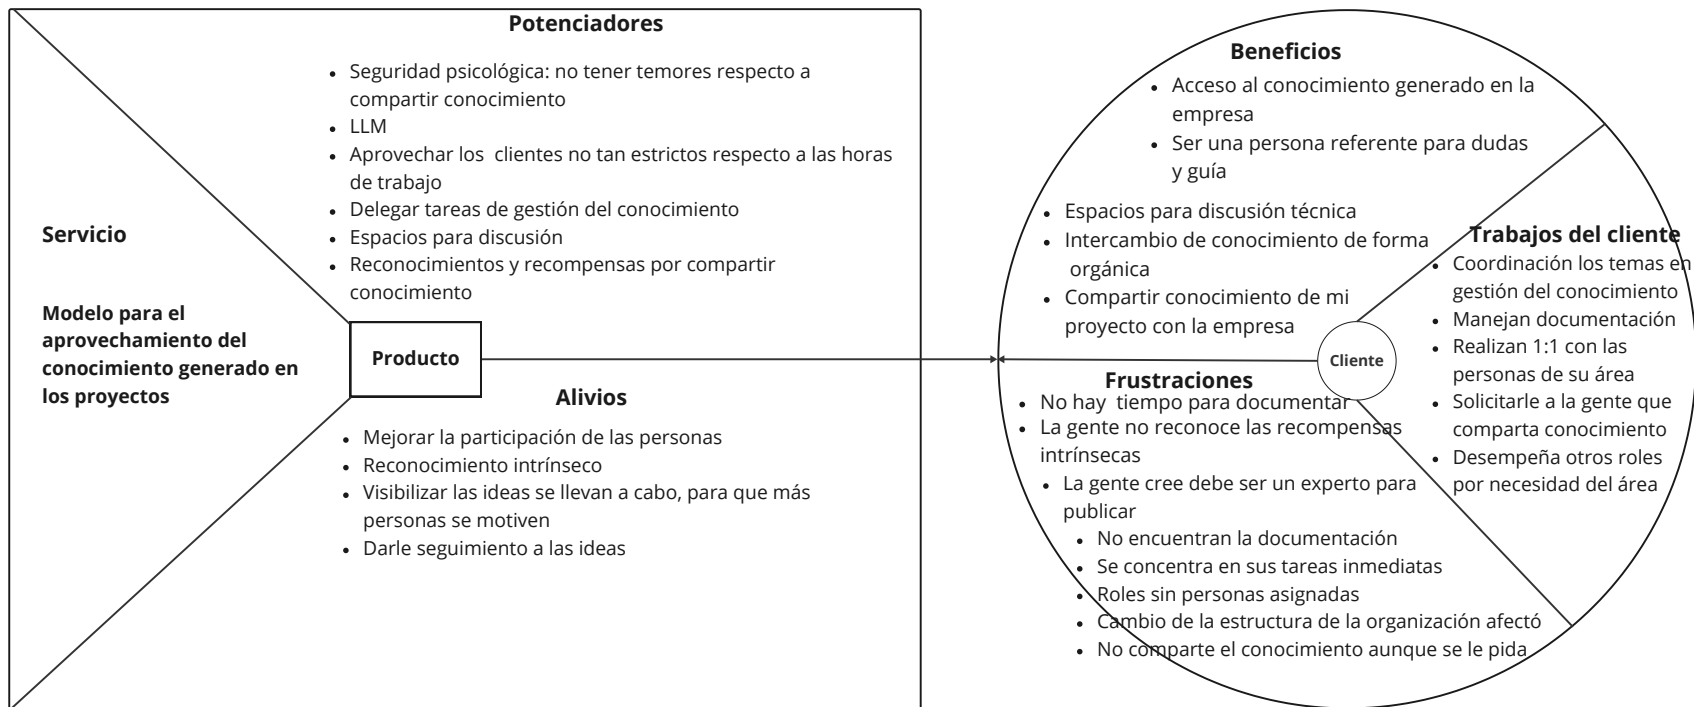 Potenciadores
• Seguridad psicológica: no tener temores respecto a
compartir conocimiento
• LLM
• Aprovechar los  clientes no tan estrictos respecto a las horas
de trabajo
• Delegar tareas de gestión del conocimiento
• Espacios para discusión
• Reconocimientos y recompensas por compartir
conocimiento
Servicio
Modelo para el
aprovechamiento del
conocimiento generado en
los proyectos
Producto
Alivios
• Mejorar la participación de las personas
• Reconocimiento intrínseco
• Visibilizar las ideas se llevan a cabo, para que más
personas se motiven
• Darle seguimiento a las ideas
Beneficios
• Acceso al conocimiento generado en la
empresa
• Ser una persona referente para dudas
y guía
• Espacios para discusión técnica
• Intercambio de conocimiento de forma
orgánica
• Compartir conocimiento de mi
proyecto con la empresa
Cliente
Trabajos del cliente
• Coordinación los temas en
gestión del conocimiento
• Manejan documentación
• Realizan 1:1 con las
personas de su área
• Solicitarle a la gente que
comparta conocimiento
• Desempeña otros roles
por necesidad del área
Frustraciones
• No hay  tiempo para documentar
• La gente no reconoce las recompensas
intrínsecas
• La gente cree debe ser un experto para
publicar
• No encuentran la documentación
• Se concentra en sus tareas inmediatas
• Roles sin personas asignadas
• Cambio de la estructura de la organización afectó
• No comparte el conocimiento aunque se le pida